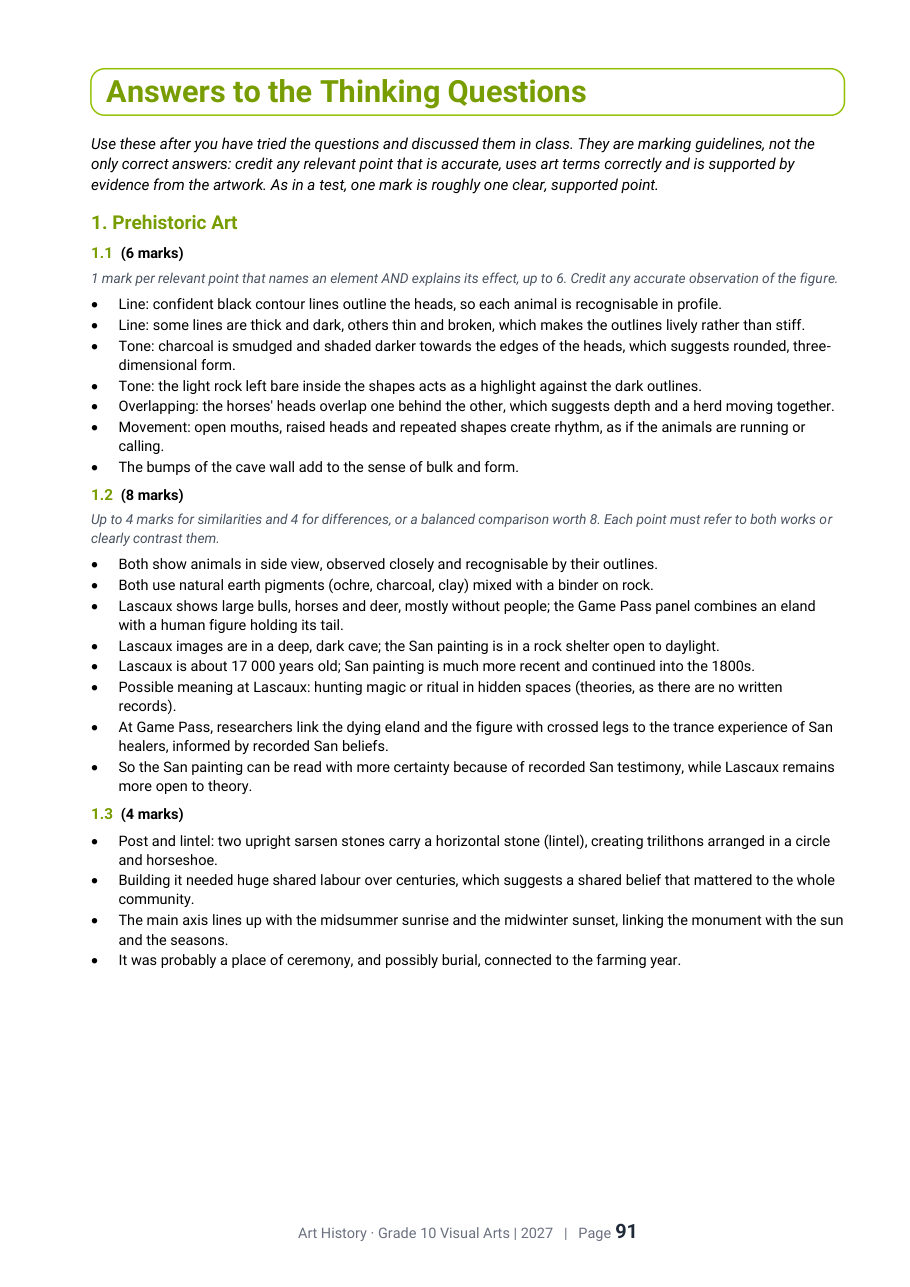 Answers to the Thinking Questions
Use these after you have tried the questions and discussed them in class. They are marking guidelines, not the
only correct answers: credit any relevant point that is accurate, uses art terms correctly and is supported by
evidence from the artwork. As in a test, one mark is roughly one clear, supported point.
1. Prehistoric Art
1.1 (6 marks)
1 mark per relevant point that names an element AND explains its effect, up to 6. Credit any accurate observation of the figure.
• Line: confident black contour lines outline the heads, so each animal is recognisable in profile.
• Line: some lines are thick and dark, others thin and broken, which makes the outlines lively rather than stiff.
• Tone: charcoal is smudged and shaded darker towards the edges of the heads, which suggests rounded, three-
dimensional form.
• Tone: the light rock left bare inside the shapes acts as a highlight against the dark outlines.
• Overlapping: the horses' heads overlap one behind the other, which suggests depth and a herd moving together.
• Movement: open mouths, raised heads and repeated shapes create rhythm, as if the animals are running or
calling.
• The bumps of the cave wall add to the sense of bulk and form.
1.2 (8 marks)
Up to 4 marks for similarities and 4 for differences, or a balanced comparison worth 8. Each point must refer to both works or
clearly contrast them.
• Both show animals in side view, observed closely and recognisable by their outlines.
• Both use natural earth pigments (ochre, charcoal, clay) mixed with a binder on rock.
• Lascaux shows large bulls, horses and deer, mostly without people; the Game Pass panel combines an eland
with a human figure holding its tail.
• Lascaux images are in a deep, dark cave; the San painting is in a rock shelter open to daylight.
• Lascaux is about 17 000 years old; San painting is much more recent and continued into the 1800s.
• Possible meaning at Lascaux: hunting magic or ritual in hidden spaces (theories, as there are no written
records).
• At Game Pass, researchers link the dying eland and the figure with crossed legs to the trance experience of San
healers, informed by recorded San beliefs.
• So the San painting can be read with more certainty because of recorded San testimony, while Lascaux remains
more open to theory.
1.3 (4 marks)
• Post and lintel: two upright sarsen stones carry a horizontal stone (lintel), creating trilithons arranged in a circle
and horseshoe.
• Building it needed huge shared labour over centuries, which suggests a shared belief that mattered to the whole
community.
• The main axis lines up with the midsummer sunrise and the midwinter sunset, linking the monument with the sun
and the seasons.
• It was probably a place of ceremony, and possibly burial, connected to the farming year.
Art History · Grade 10 Visual Arts | 2027 | Page 91